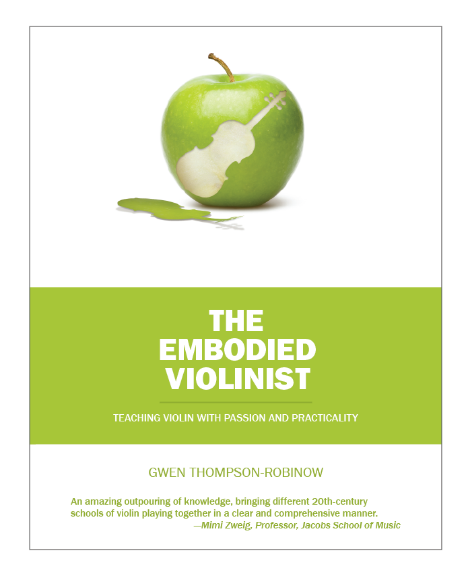 THE
EMBODIED
VIOLINIST
TEACHING VIOLIN WITH PASSION AND PRACTICALITY
GWEN THOMPSON-ROBINOW
An amazing outpouring of knowledge, bringing different 20th-century
schools of violin playing together in a clear and comprehensive manner.
—Mimi Zweig, Professor, Jacobs School of Music